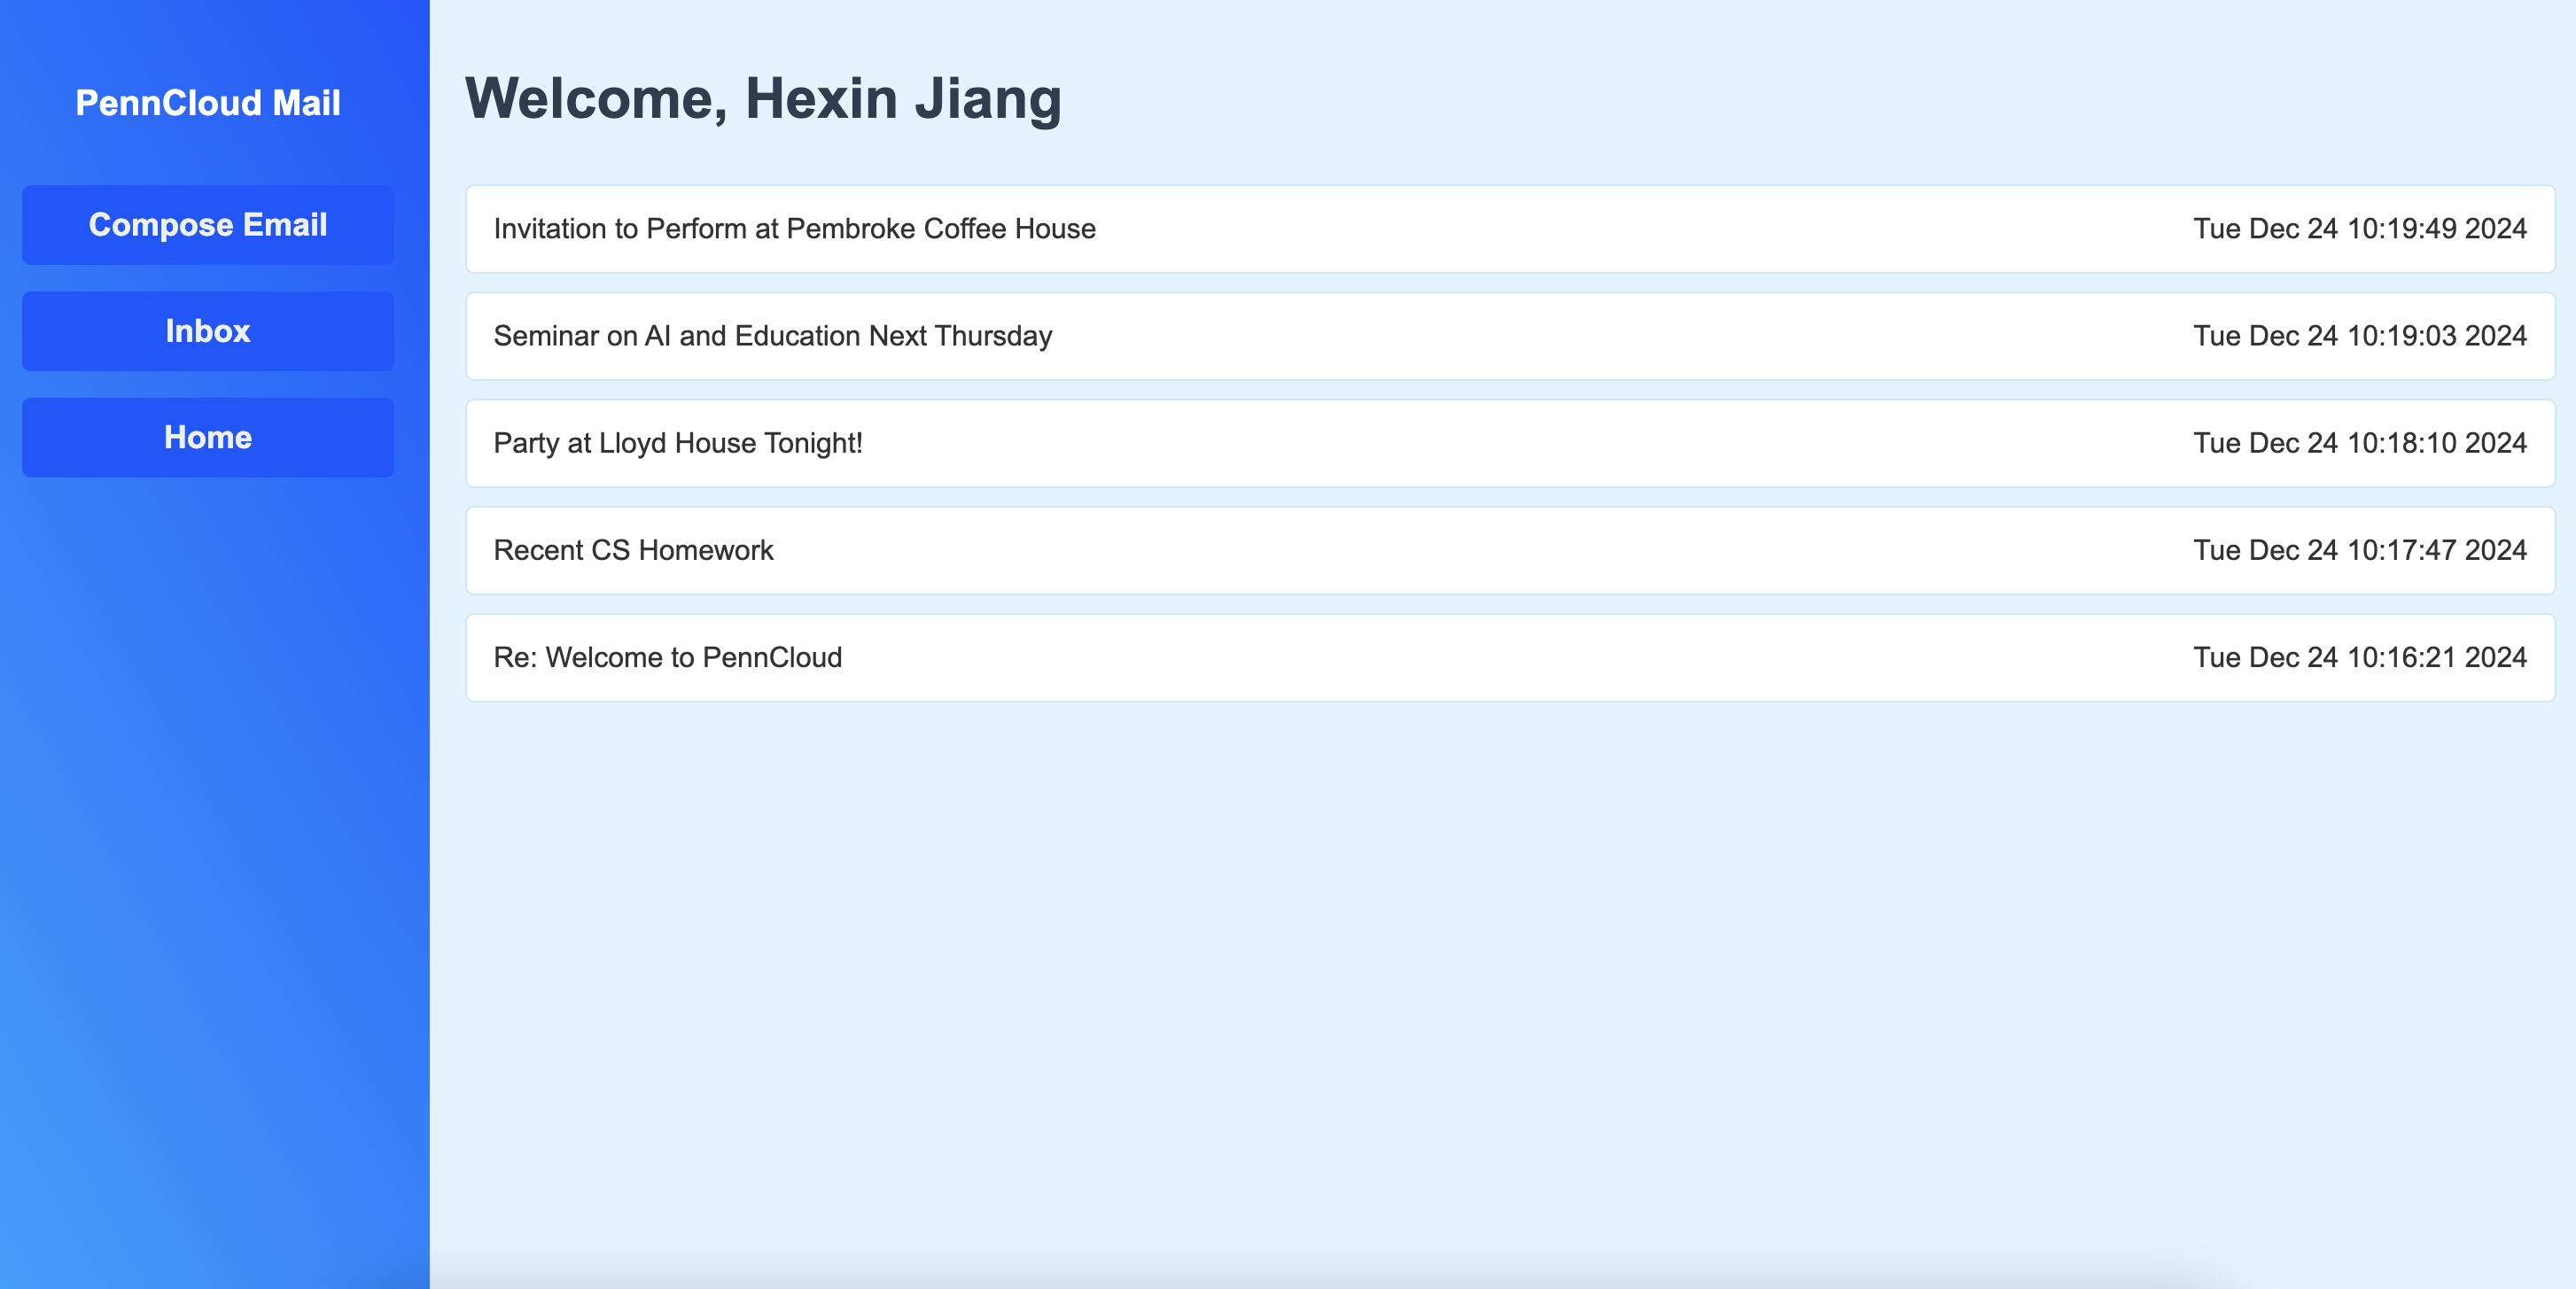 PennCloud Mail
Compose Email
Inbox
Home
Welcome, Hexin Jiang
Invitation to Perform at Pembroke Coffee House Tue Dec 24 10:19:49 2024
Seminar on AI and Education Next Thursday Tue Dec 24 10:19:03 2024
Party at Lloyd House Tonight! Tue Dec 24 10:18:10 2024
Recent CS Homework Tue Dec 24 10:17:47 2024
Re: Welcome to PennCloud Tue Dec 24 10:16:21 2024